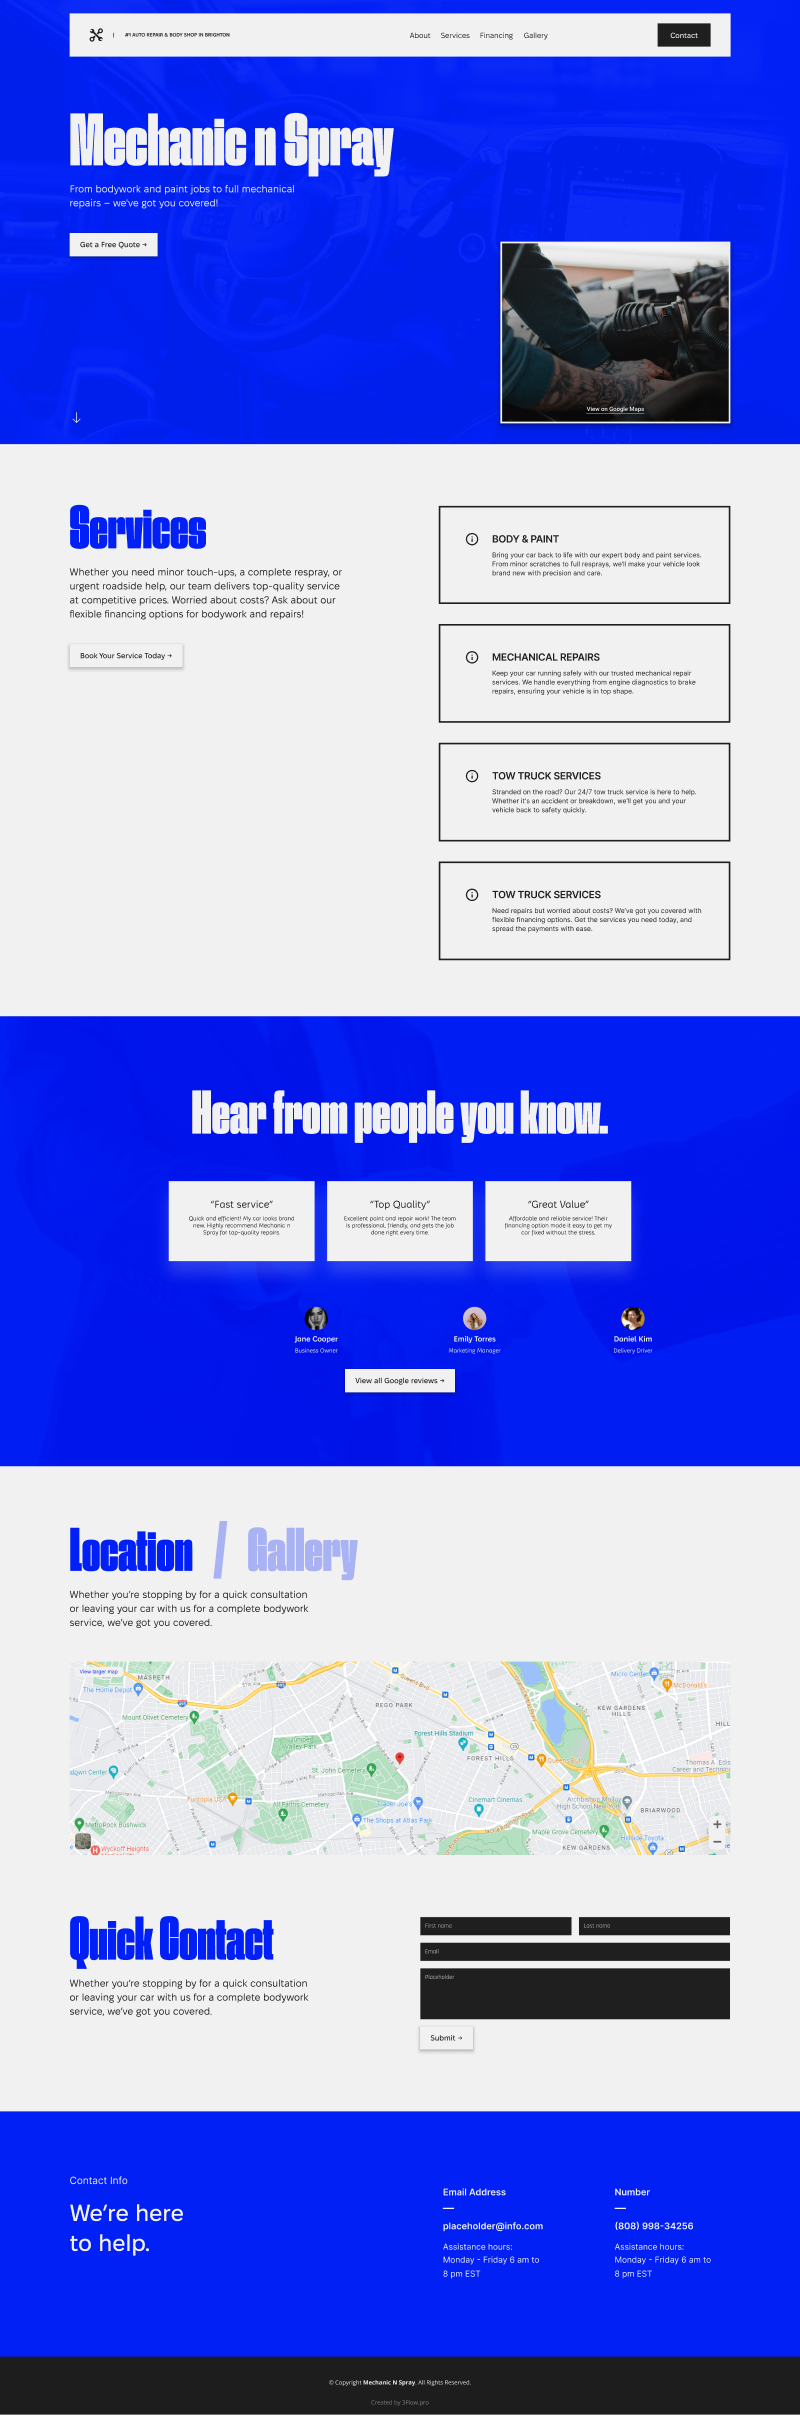 #1 AUTO REPAIR & BODY SHOP IN BRIGHTON
About Services Financing Gallery
Contact
Mechanic n Spray
From bodywork and paint jobs to full mechanical
repairs – we've got you covered!
Get a Free Quote →
View on Google Maps
Services
Whether you need minor touch-ups, a complete respray, or
urgent roadside help, our team delivers top-quality service
at competitive prices. Worried about costs? Ask about our
flexible financing options for bodywork and repairs!
Book Your Service Today →
BODY & PAINT
Bring your car back to life with our expert body and paint services.
From minor scratches to full resprays, we'll make your vehicle look
brand new with precision and care.
MECHANICAL REPAIRS
Keep your car running safely with our trusted mechanical repair
services. We handle everything from engine diagnostics to brake
repairs, ensuring your vehicle is in top shape.
TOW TRUCK SERVICES
Stranded on the road? Our 24/7 tow truck service is here to help.
Whether it's an accident or breakdown, we'll get you and your
vehicle back to safety quickly.
TOW TRUCK SERVICES
Need repairs but worried about costs? We've got you covered with
flexible financing options. Get the services you need today, and
spread the payments with ease.
Hear from people you know.
“Fast service”
Quick and efficient! My car looks brand
new. Highly recommend Mechanic n
Spray for top-quality repairs.
“Top Quality”
Excellent paint and repair work! The team
is professional, friendly, and gets the job
done right every time.
“Great Value”
Affordable and reliable service! Their
financing option made it easy to get my
car fixed without the stress.
Jane Cooper
Business Owner
Emily Torres
Marketing Manager
Daniel Kim
Delivery Driver
View all Google reviews →
Location / Gallery
Whether you're stopping by for a quick consultation
or leaving your car with us for a complete bodywork
service, we've got you covered.
View larger map
MASPETH
The Home Depot
Mount Olivet Cemetery
REGO PARK
Micro Center
McDonald's
KEW GARDENS
HILLS
HILL
Forest Hills Stadium
Juniper
Valley Park
St. John Cemetery
FOREST HILLS
Queens
Thomas A. Edis
Career and Technic
down Center
Funtopia USA
All Faiths Cemetery
Trader Joe's
The Shops at Atlas Park
Cinemart Cinemas
Archbishop Molloy
High School New York
BRIARWOOD
MetroRock Bushwick
Wyckoff Heights
Maple Grove Cemetery
Hillside Toyota
KEW GARDENS
Quick Contact
Whether you're stopping by for a quick consultation
or leaving your car with us for a complete bodywork
service, we've got you covered.
First name
Last name
Email
Placeholder
Submit →
Contact Info
We're here
to help.
Email Address
placeholder@info.com
Assistance hours:
Monday - Friday 6 am to
8 pm EST
Number
(808) 998-34256
Assistance hours:
Monday - Friday 6 am to
8 pm EST
© Copyright Mechanic N Spray. All Rights Reserved.
Created by 3Flow.pro